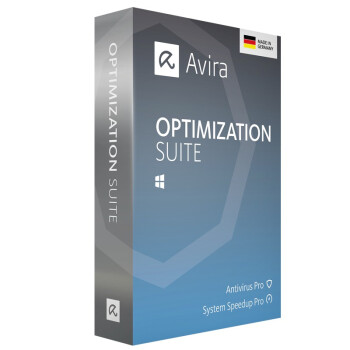 MADE IN
GERMANY
Avira
OPTIMIZATION
SUITE
Antivirus Pro
System Speedup Pro
OPTIMIZATION SUITE